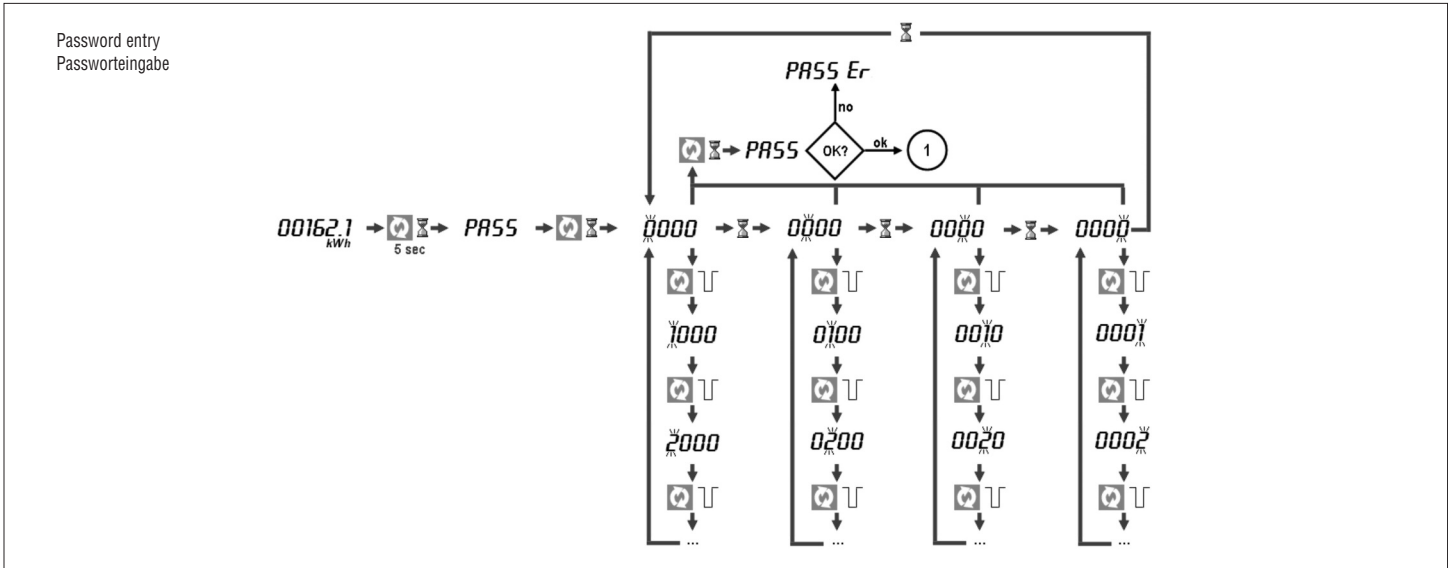 Password entry
Passworteingabe
PASS Er
no
PASS OK? ok 1
00162.1 PASS 0000 0000 0000 0000
kWh
5 sec
1000 0100 0010 0001
2000 0200 0020 0002
... ... ... ...